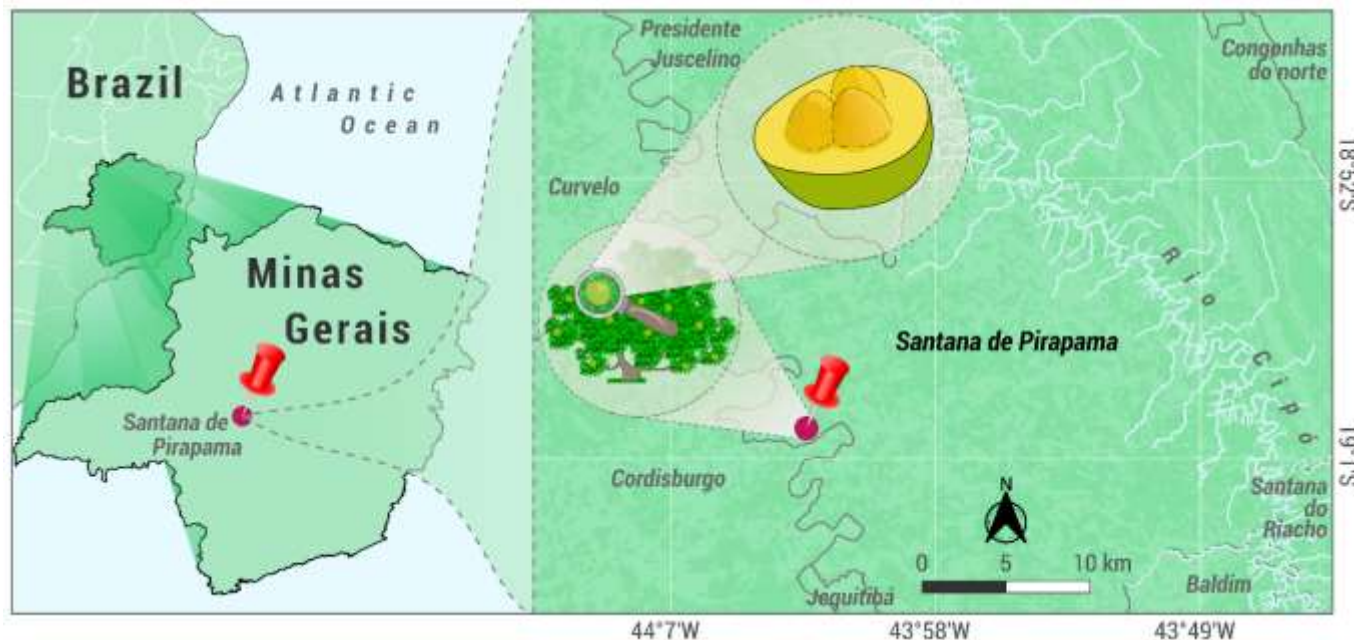 Brazil
Atlantic
Ocean
Minas
Gerais
Santana de
Pirapama
Presidente
Juscelino
Congonhas
do norte
Curvelo
Rio Cipó
Santana de Pirapama
Cordisburgo
Santana
do
Riacho
N
0 5 10 km
Baldim
Jequitibá
18°52'S
19°1'S
44°7'W 43°58'W 43°49'W